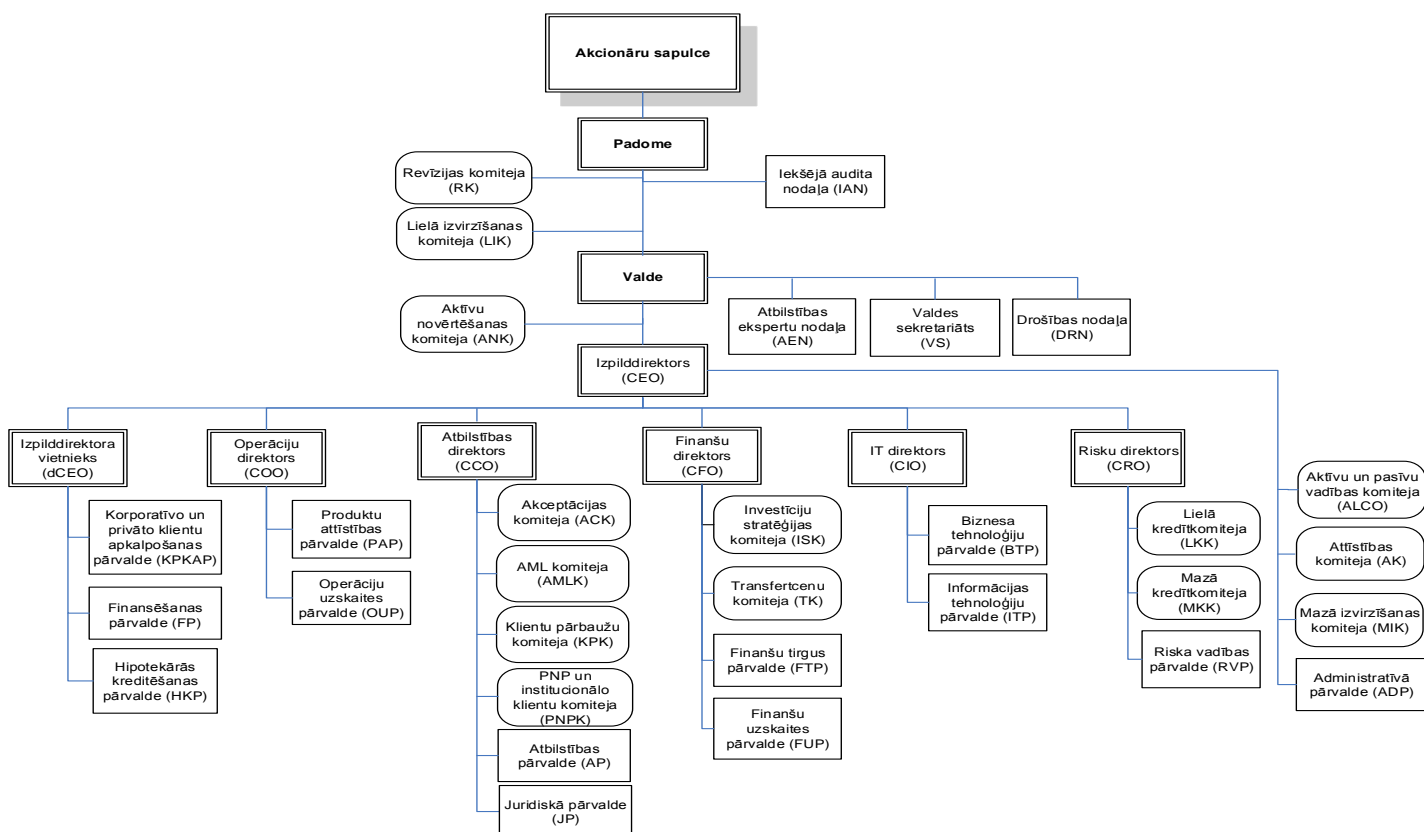 Akcionāru sapulce
Padome
Revīzijas komiteja
(RK)
Iekšējā audita
nodaļa (IAN)
Lielā izvirzīšanas
komiteja (LIK)
Valde
Aktīvu
novērtēšanas
komiteja (ANK)
Atbilstības
ekspertu nodaļa
(AEN)
Valdes
sekretariāts
(VS)
Drošības nodaļa
(DRN)
Izpilddirektors
(CEO)
Izpilddirektora
vietnieks
(dCEO)
Operāciju
direktors
(COO)
Atbilstības
direktors
(CCO)
Finanšu
direktors
(CFO)
IT direktors
(CIO)
Risku direktors
(CRO)
Korporatīvo un
privāto klientu
apkalpošanas
pārvalde (KPKAP)
Finansēšanas
pārvalde (FP)
Hipotekārās
kreditēšanas
pārvalde (HKP)
Produktu
attīstības
pārvalde (PAP)
Operāciju
uzskaites
pārvalde (OUP)
Akceptācijas
komiteja (ACK)
AML komiteja
(AMLK)
Klientu pārbaužu
komiteja (KPK)
PNP un
institucionālo
klientu komiteja
(PNPK)
Atbilstības
pārvalde (AP)
Juridiskā pārvalde
(JP)
Investīciju
stratēģijas
komiteja (ISK)
Transfertcenu
komiteja (TK)
Finanšu tirgus
pārvalde (FTP)
Finanšu
uzskaites
pārvalde (FUP)
Biznesa
tehnoloģiju
pārvalde (BTP)
Informācijas
tehnoloģiju
pārvalde (ITP)
Lielā
kredītkomiteja
(LKK)
Mazā
kredītkomiteja
(MKK)
Riska vadības
pārvalde (RVP)
Aktīvu un pasīvu
vadības komiteja
(ALCO)
Attīstības
komiteja (AK)
Mazā izvirzīšanas
komiteja (MIK)
Administratīvā
pārvalde (ADP)